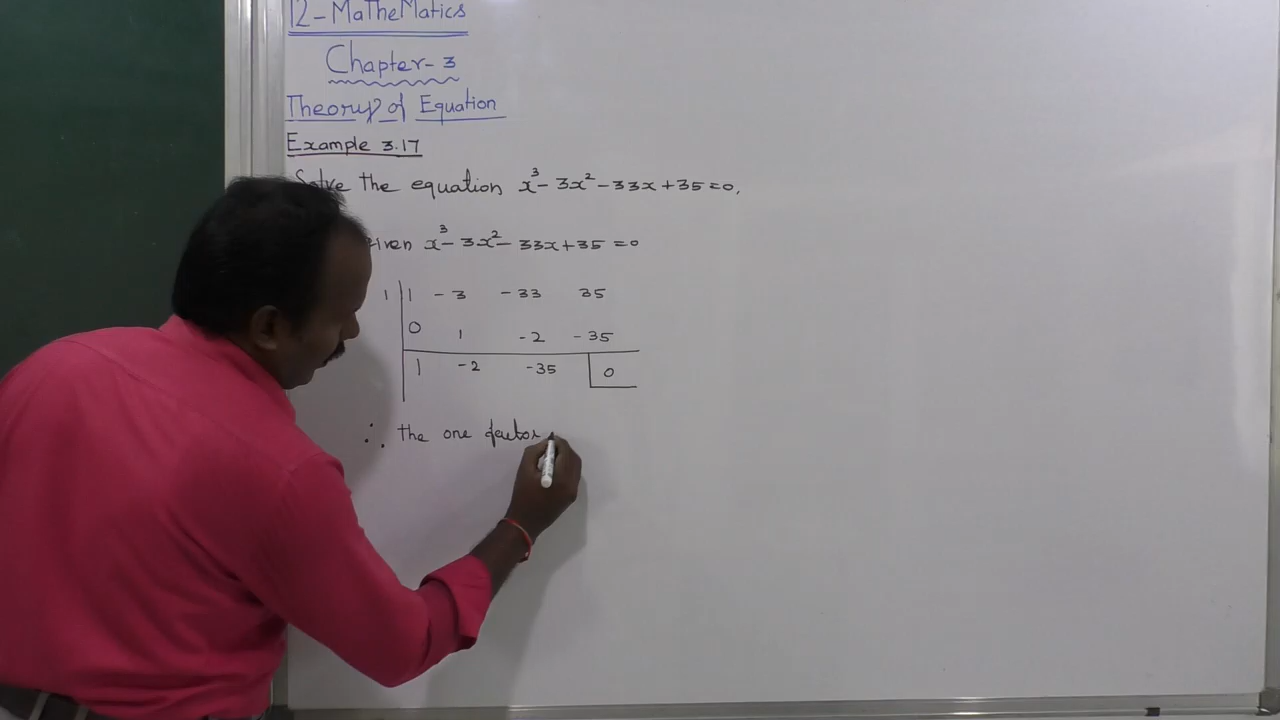 12-MaTheMaTics
Chapter-3
Theory of Equation
Example 3.17
Solve the equation x³-3x²-33x+35=0.
x³-3x²-33x+35=0
1 | 1 -3 -33 35
0 1 -2 -35
1 -2 -35 0
∴ The one factor